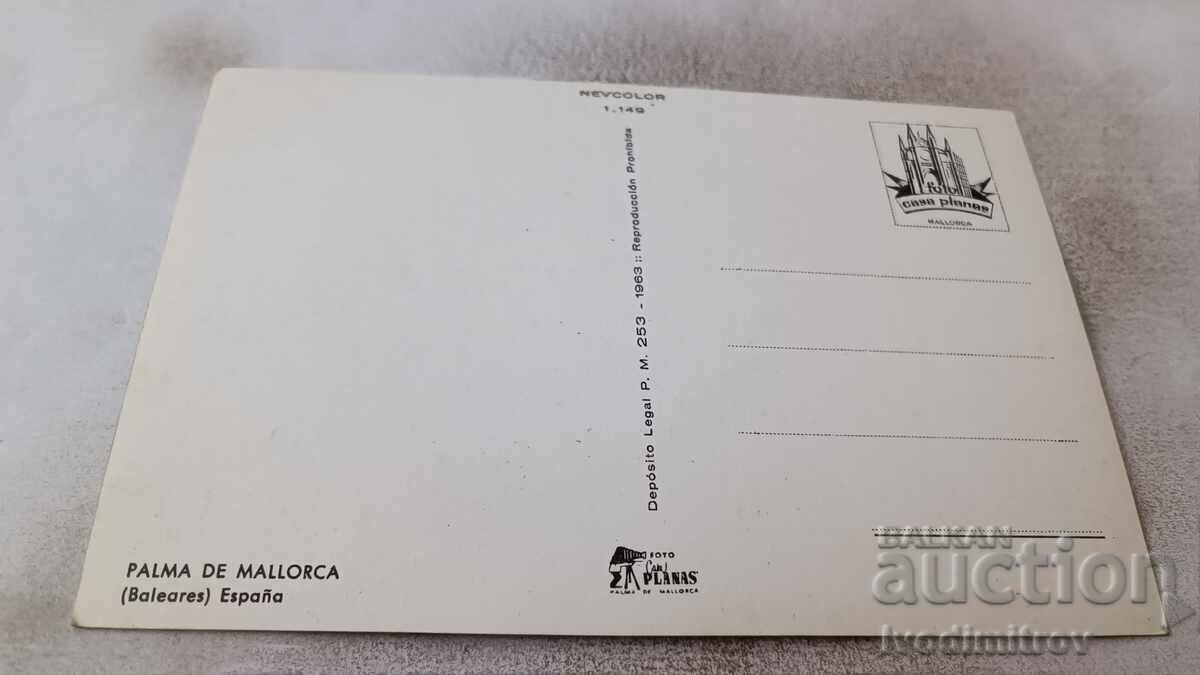 NEVCOLOR
1.149
foto
casa planas
MALLORCA
Depósito Legal P. M. 253 - 1963 :: Reproducción Prohibida
FOTO
Casa
PLANAS
PALMA DE MALLORCA
PALMA DE MALLORCA
(Baleares) España
BALKAN
auction
Ivodimitrov